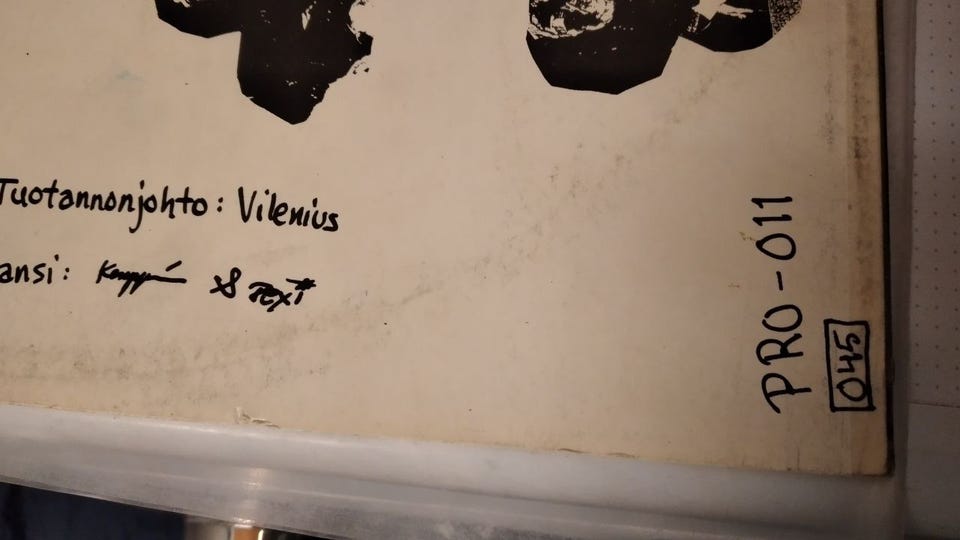 Tuotannonjohto: Vilenius
ansi:
PRO-011
045